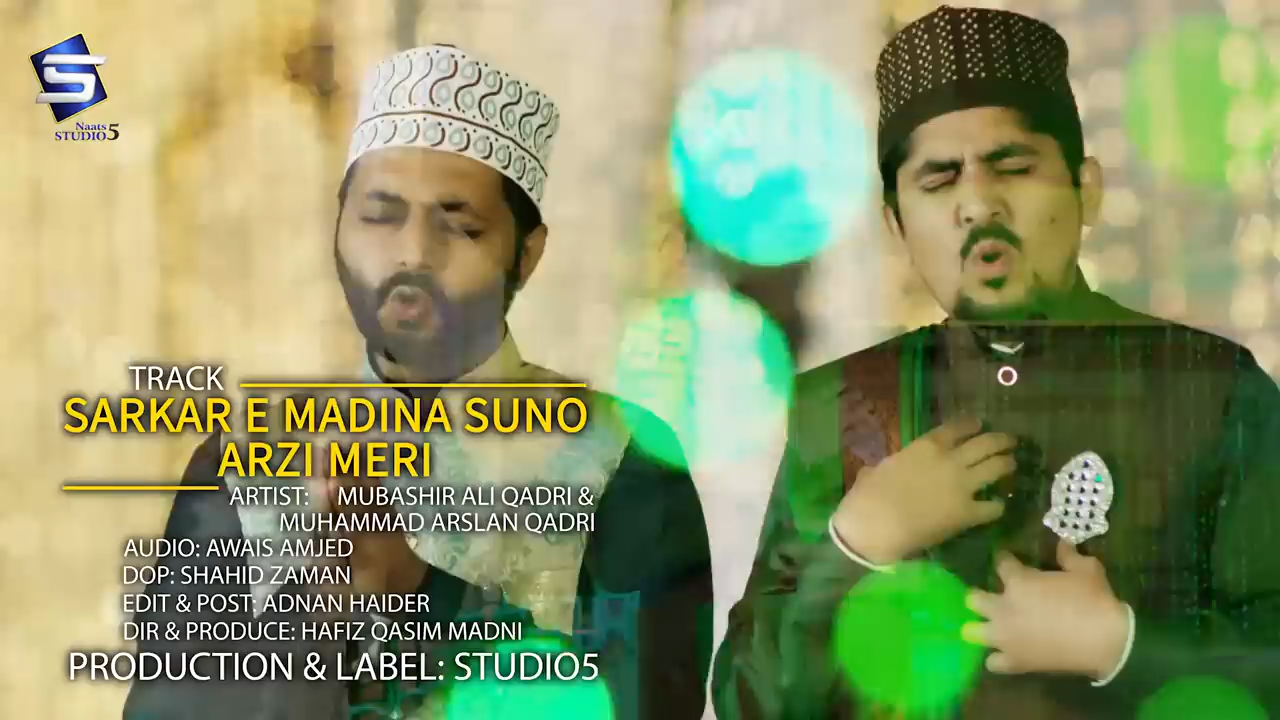 S
Naats
STUDIO5
TRACK
SARKAR E MADINA SUNO
ARZI MERI
ARTIST: MUBASHIR ALI QADRI &
MUHAMMAD ARSLAN QADRI
AUDIO: AWAIS AMJED
DOP: SHAHID ZAMAN
EDIT & POST: ADNAN HAIDER
DIR & PRODUCE: HAFIZ QASIM MADNI
PRODUCTION & LABEL: STUDIO5